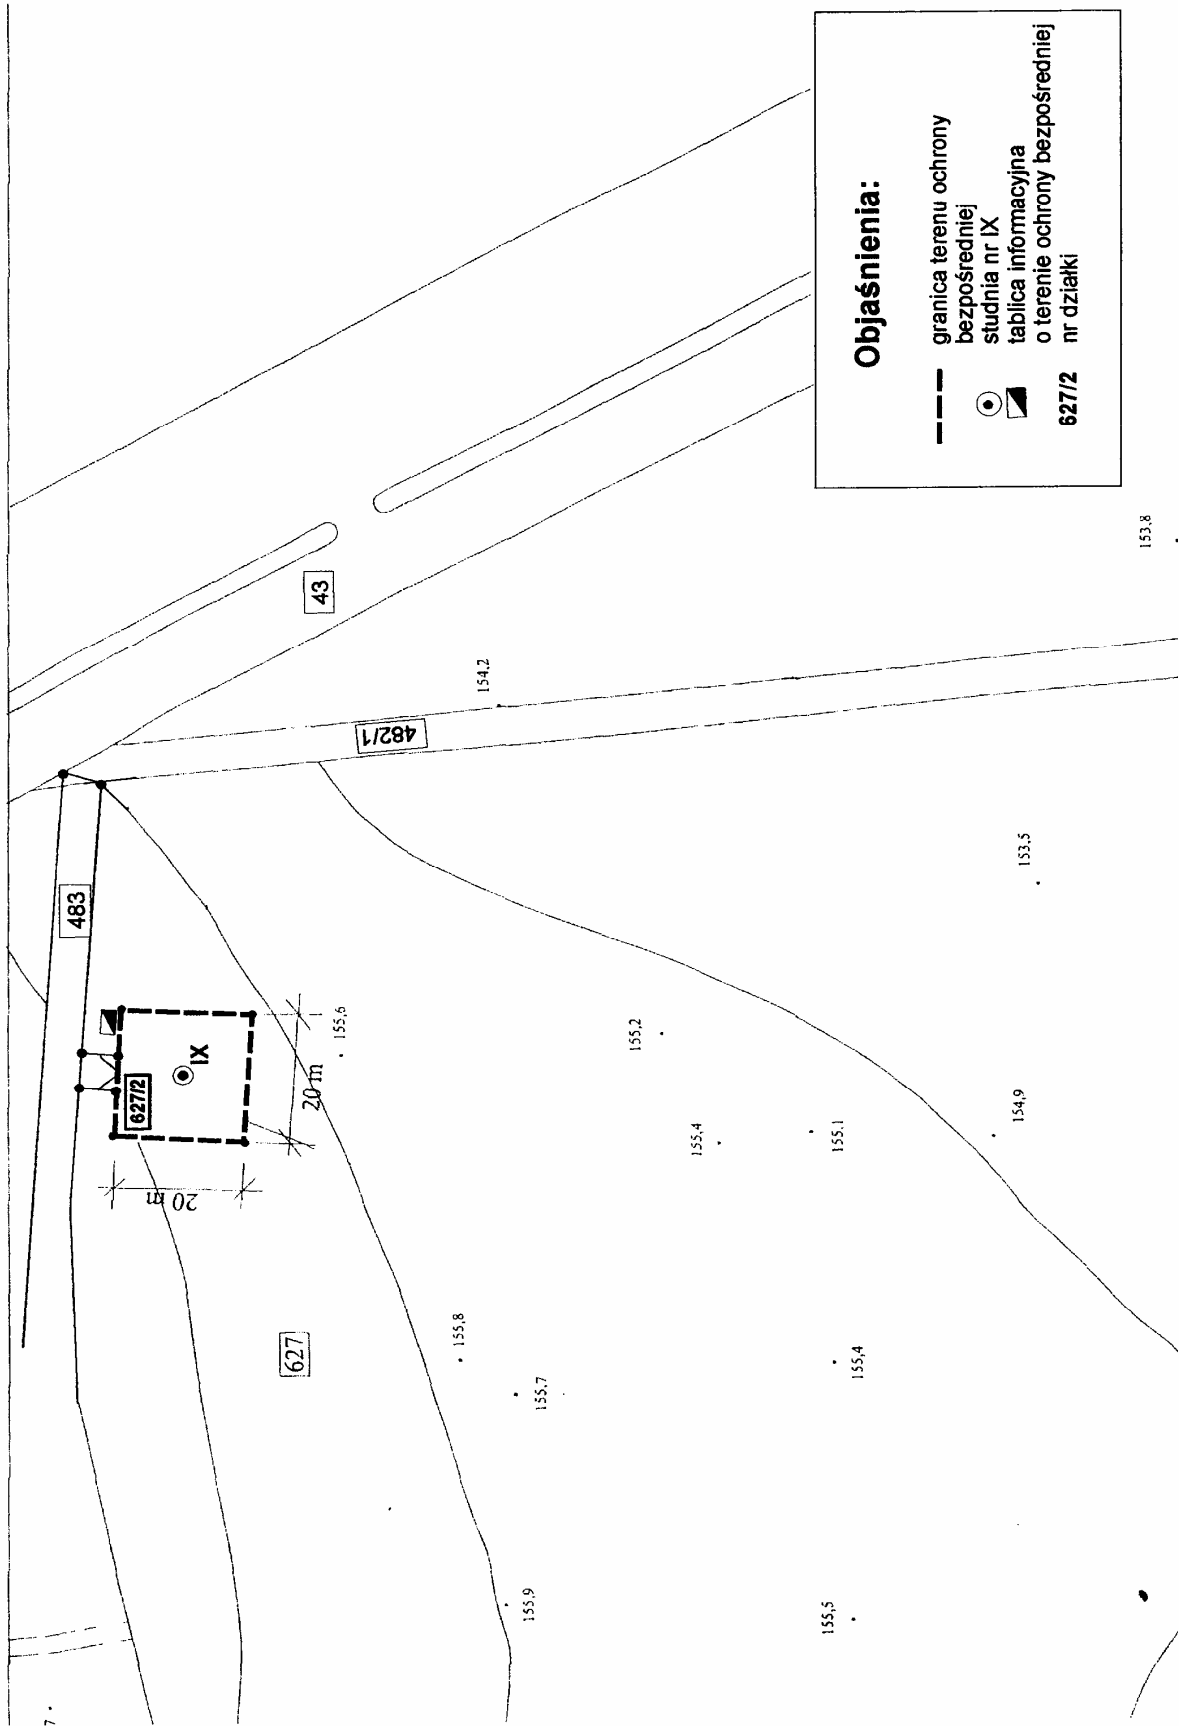 43
482/1
154,2
153,8
483
153,5
155,6
IX
627/2
20 m
20 m
155,2
154,9
155,4
155,1
627
155,8
155,7
155,4
155,9
155,5
7
Objaśnienia:
granica terenu ochrony
bezpośredniej
studnia nr IX
tablica informacyjna
o terenie ochrony bezpośredniej
627/2 nr działki